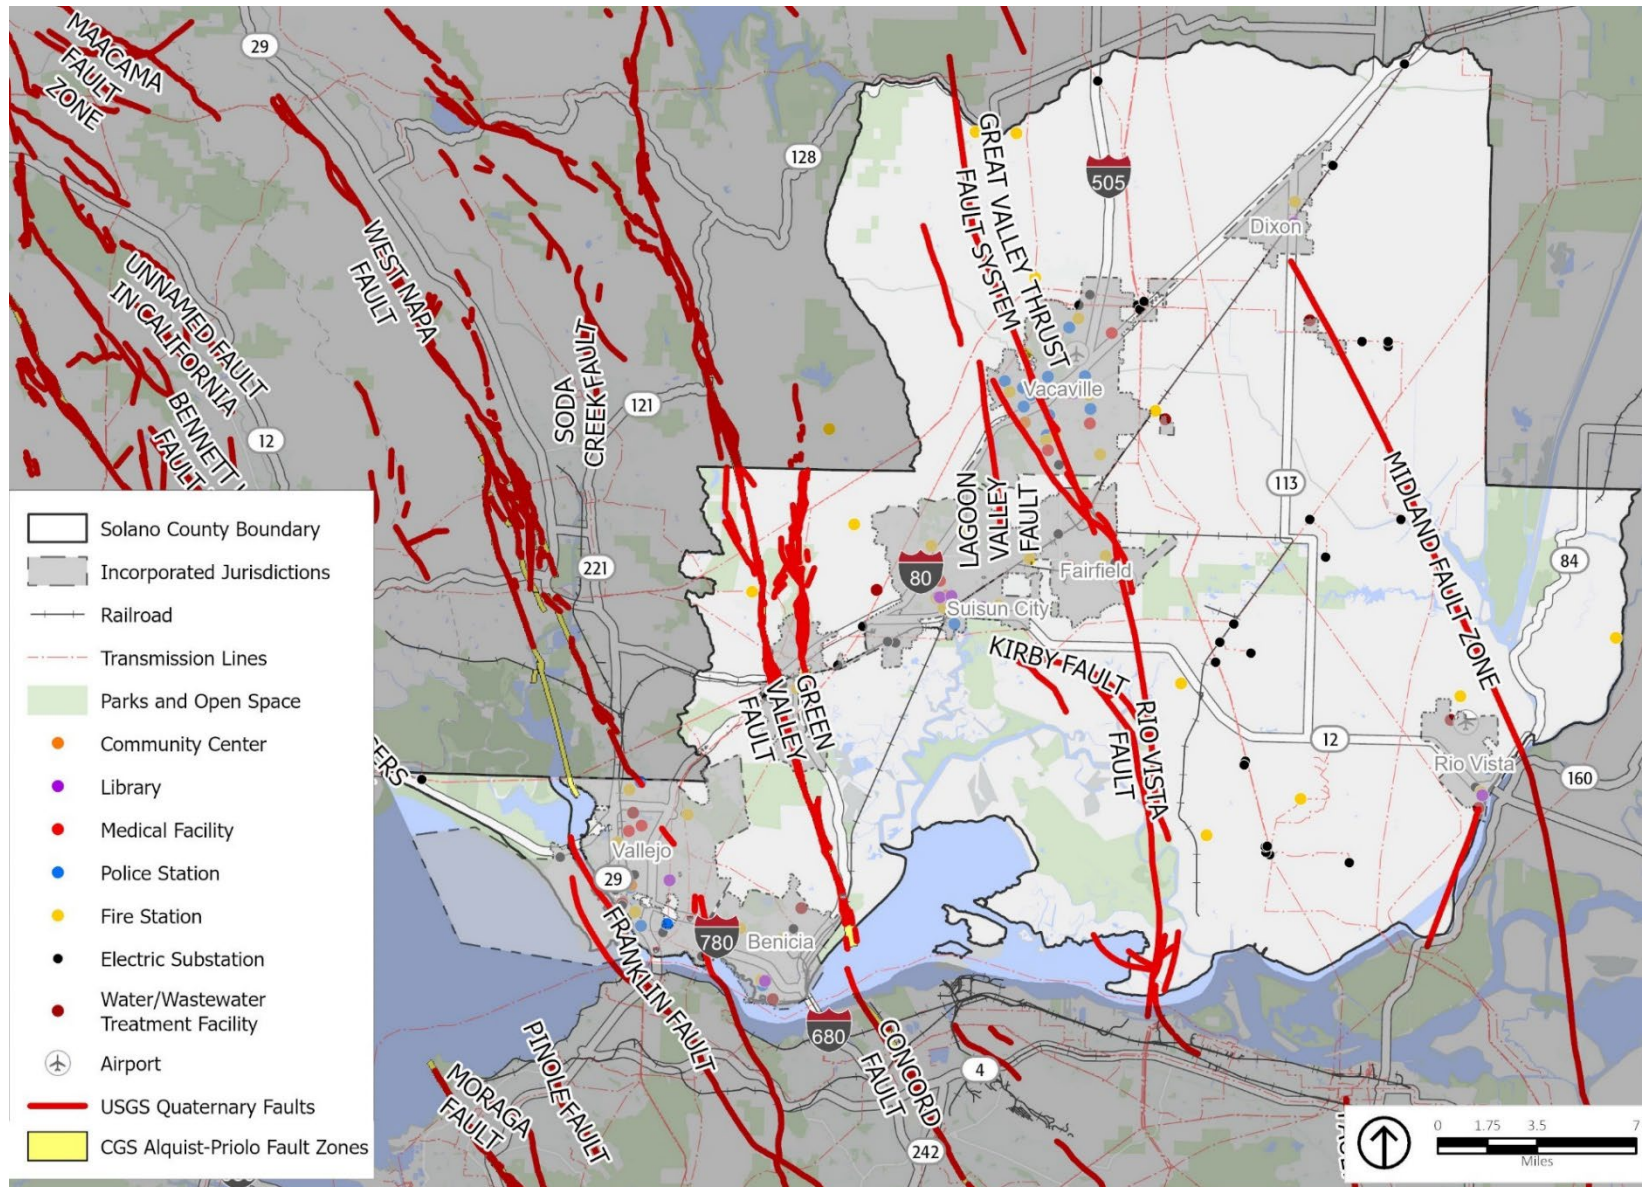 MAACAMA
FAULT
ZONE
29
128
GREAT VALLEY THRUST
FAULT SYSTEM
505
Dixon
UNNAMED FAULT
IN CALIFORNIA
WEST NAPA
FAULT
SODA
CREEK FAULT
121
Vacaville
BENNETT
FAULT
12
LAGOON
VALLEY
FAULT
113
MIDLAND FAULT ZONE
84
221
80
Fairfield
Suisun City
KIRBY FAULT
GREEN
VALLEY
FAULT
RIO VISTA
FAULT
12
Rio Vista
160
ERS
Vallejo
29
780
Benicia
FRANKLIN FAULT
680
CONCORD
FAULT
4
PINOLE FAULT
MORAGA
FAULT
242
Solano County Boundary
Incorporated Jurisdictions
Railroad
Transmission Lines
Parks and Open Space
Community Center
Library
Medical Facility
Police Station
Fire Station
Electric Substation
Water/Wastewater
Treatment Facility
Airport
USGS Quaternary Faults
CGS Alquist-Priolo Fault Zones
0 1.75 3.5 7
Miles